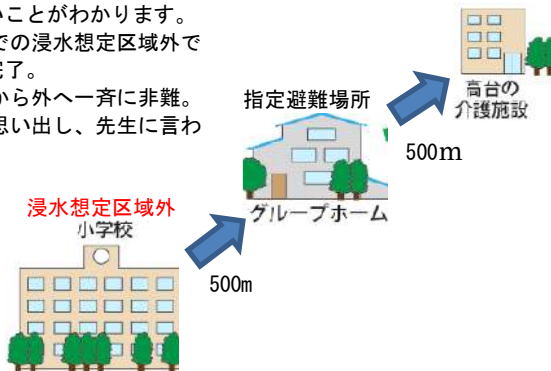 いことがわかります。
での浸水想定区域外で
完了。
から外へ一斉に非難。
思い出し、先生に言わ
高台の
介護施設
指定避難場所
500m
グループホーム
浸水想定区域外
小学校
500m